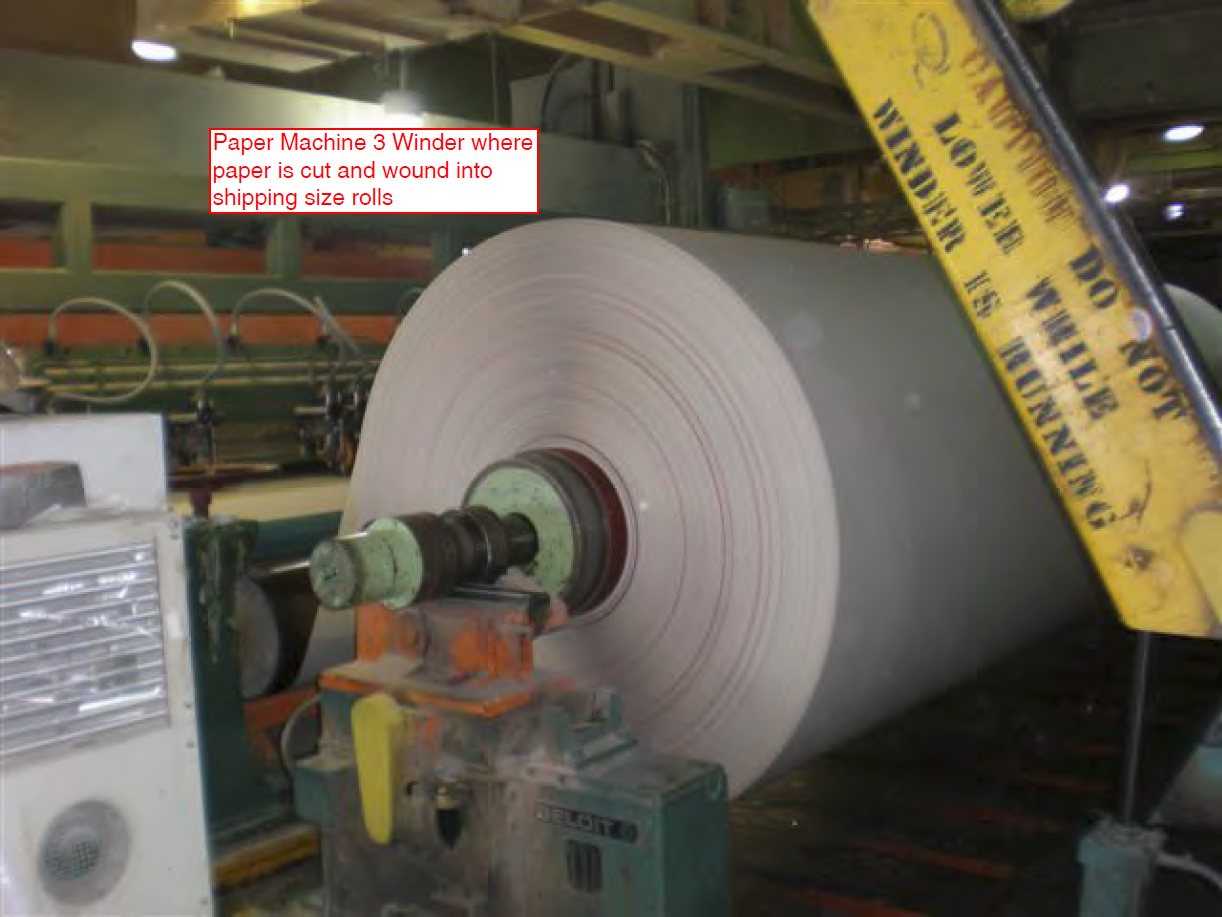 Paper Machine 3 Winder where
paper is cut and wound into
shipping size rolls
CAUTION DO NOT
LOWER WHILE
WINDER IS RUNNING
BELOIT